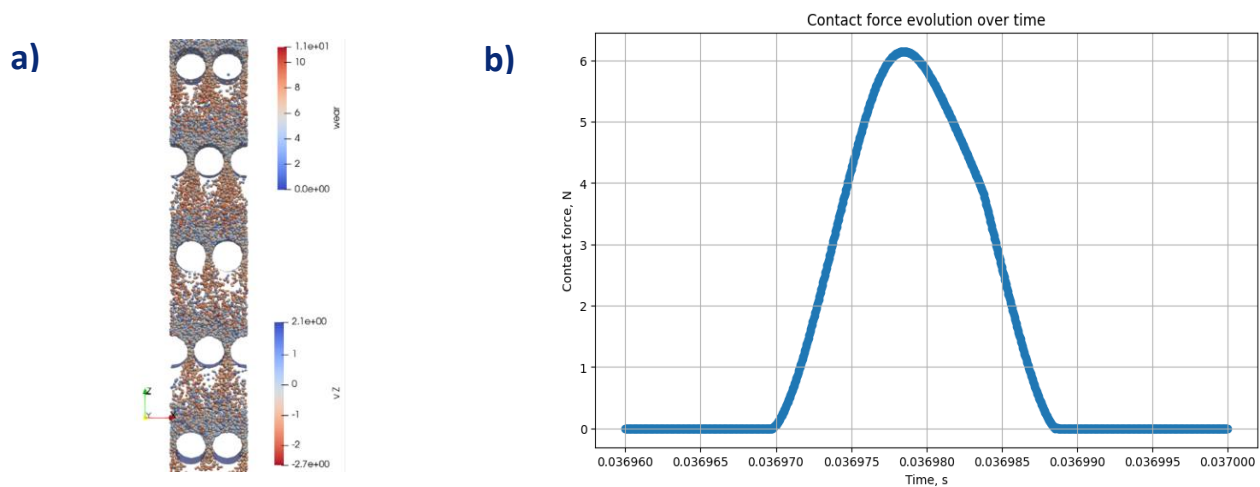 a)
1.1e+01
10
8
6
4
2
0.0e+00
wear
2.1e+00
1
0
-1
-2
-2.7e+00
v Z
Z
Y
X
b)
Contact force evolution over time
6
5
4
3
2
1
0
Contact force, N
0.036960 0.036965 0.036970 0.036975 0.036980 0.036985 0.036990 0.036995 0.037000
Time, s